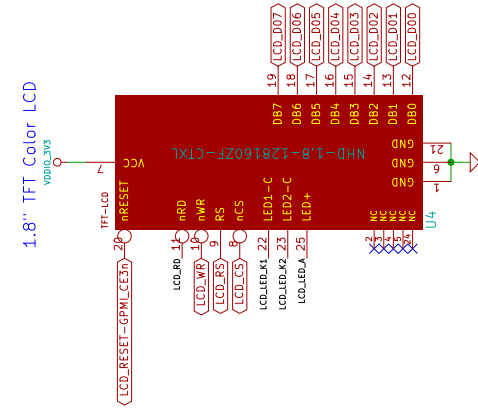 1.8" TFT Color LCD
LCD_D07
LCD_D06
LCD_D05
LCD_D04
LCD_D03
LCD_D02
LCD_D01
LCD_D00
19
18
17
16
15
14
13
12
DB7
DB6
DB5
DB4
DB3
DB2
DB1
DB0
VDDIO_3V3
7
VCC
NHD-1.8-128160ZF-CTXL
GND
21
GND
6
GND
1
TFT-LCD
nRESET
nRD
nWR
RS
nCS
LED1-C
LED2-C
LED+
NC
NC
NC
NC
NC
U4
20
11
10
9
8
22
23
25
2
3
4
5
24
LCD_RESET-GPMI_CE3n
LCD_RD
LCD_WR
LCD_RS
LCD_CS
LCD_LED_K1
LCD_LED_K2
LCD_LED_A